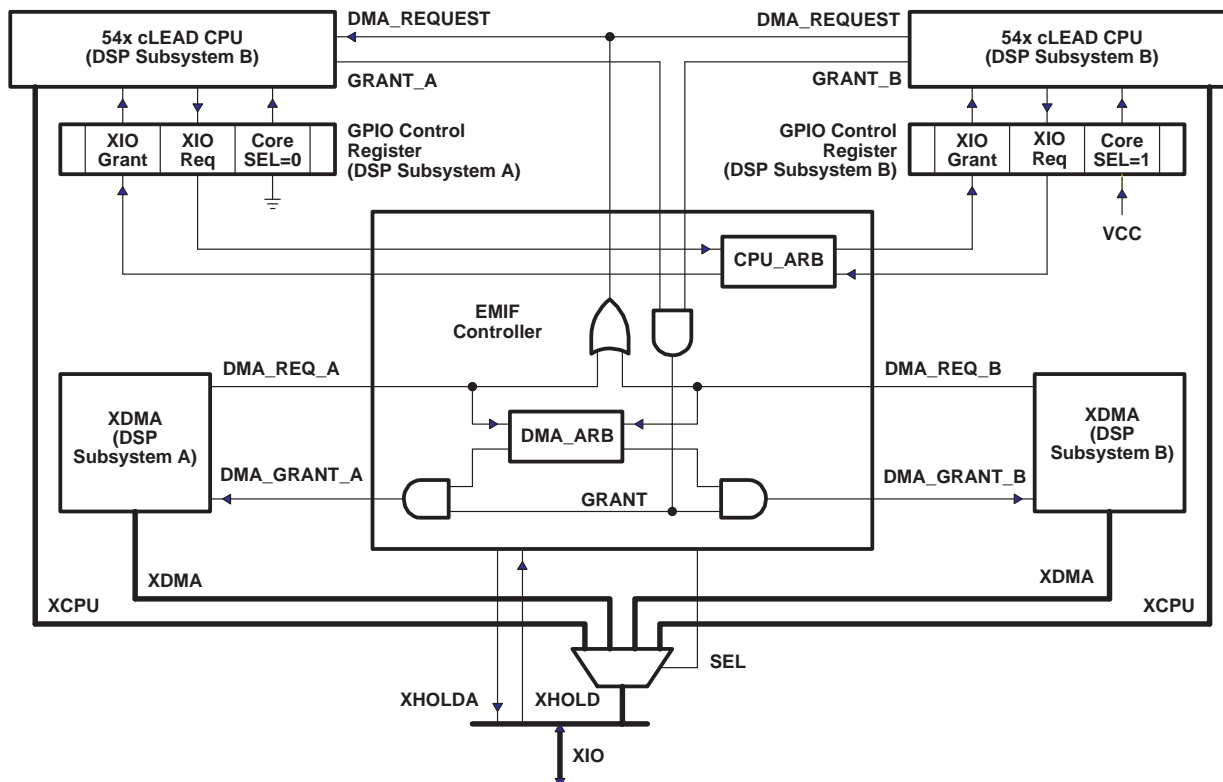 DMA_REQUEST
DMA_REQUEST
54x cLEAD CPU
(DSP Subsystem B)
54x cLEAD CPU
(DSP Subsystem B)
GRANT_A
GRANT_B
XIO
Grant
XIO
Req
Core
SEL=0
GPIO Control
Register
(DSP Subsystem A)
GPIO Control
Register
(DSP Subsystem B)
XIO
Grant
XIO
Req
Core
SEL=1
VCC
CPU_ARB
EMIF
Controller
DMA_REQ_A
DMA_REQ_B
XDMA
(DSP
Subsystem A)
DMA_ARB
XDMA
(DSP
Subsystem B)
DMA_GRANT_A
GRANT
DMA_GRANT_B
XDMA
XDMA
XCPU
XCPU
SEL
XHOLDA
XHOLD
XIO